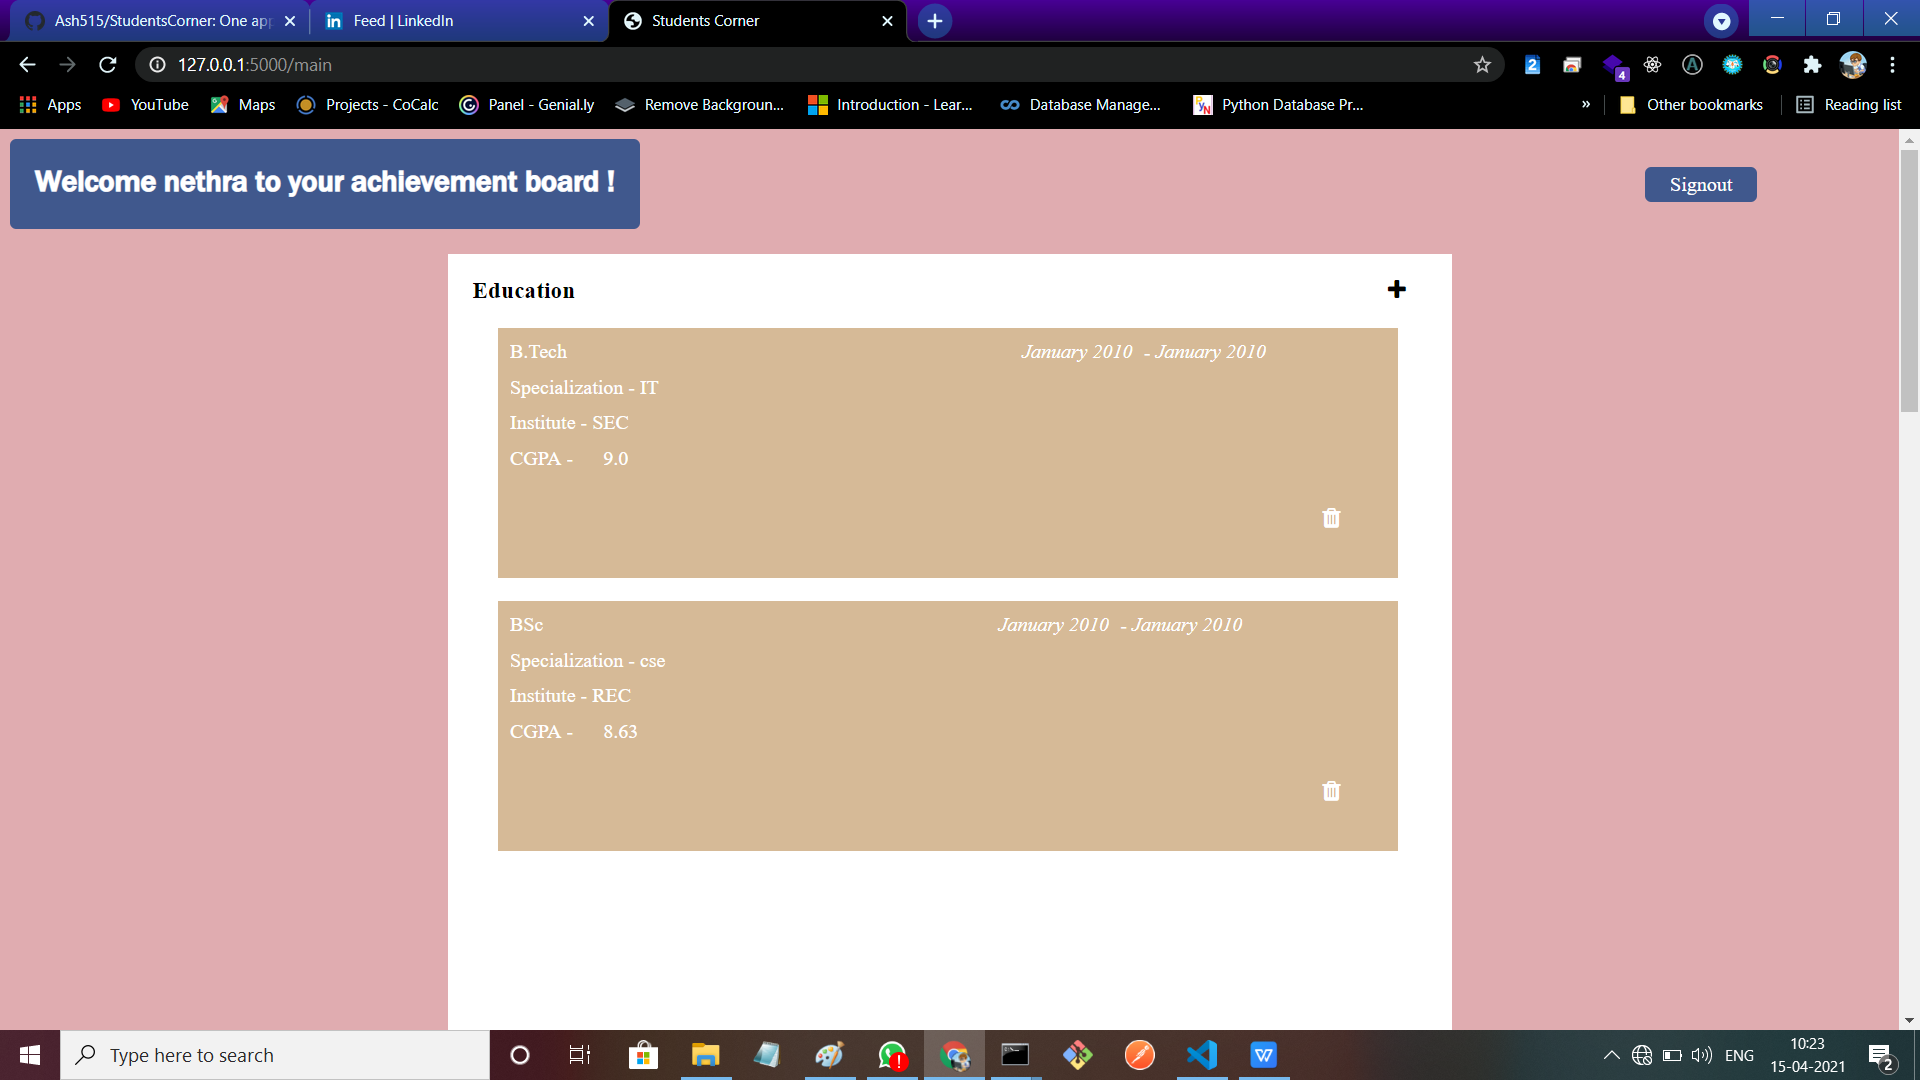 Ash515/StudentsCorner: One app
Feed | LinkedIn
Students Corner
127.0.0.1:5000/main
Apps
YouTube
Maps
Projects - CoCalc
Panel - Genial.ly
Remove Backgroun...
Introduction - Lear...
Database Manage...
Python Database Pr...
»
Other bookmarks
Reading list
Welcome nethra to your achievement board !
Signout
Education
B.Tech
January 2010 - January 2010
Specialization - IT
Institute - SEC
CGPA - 9.0
BSc
January 2010 - January 2010
Specialization - cse
Institute - REC
CGPA - 8.63
Type here to search
ENG
10:23
15-04-2021
2